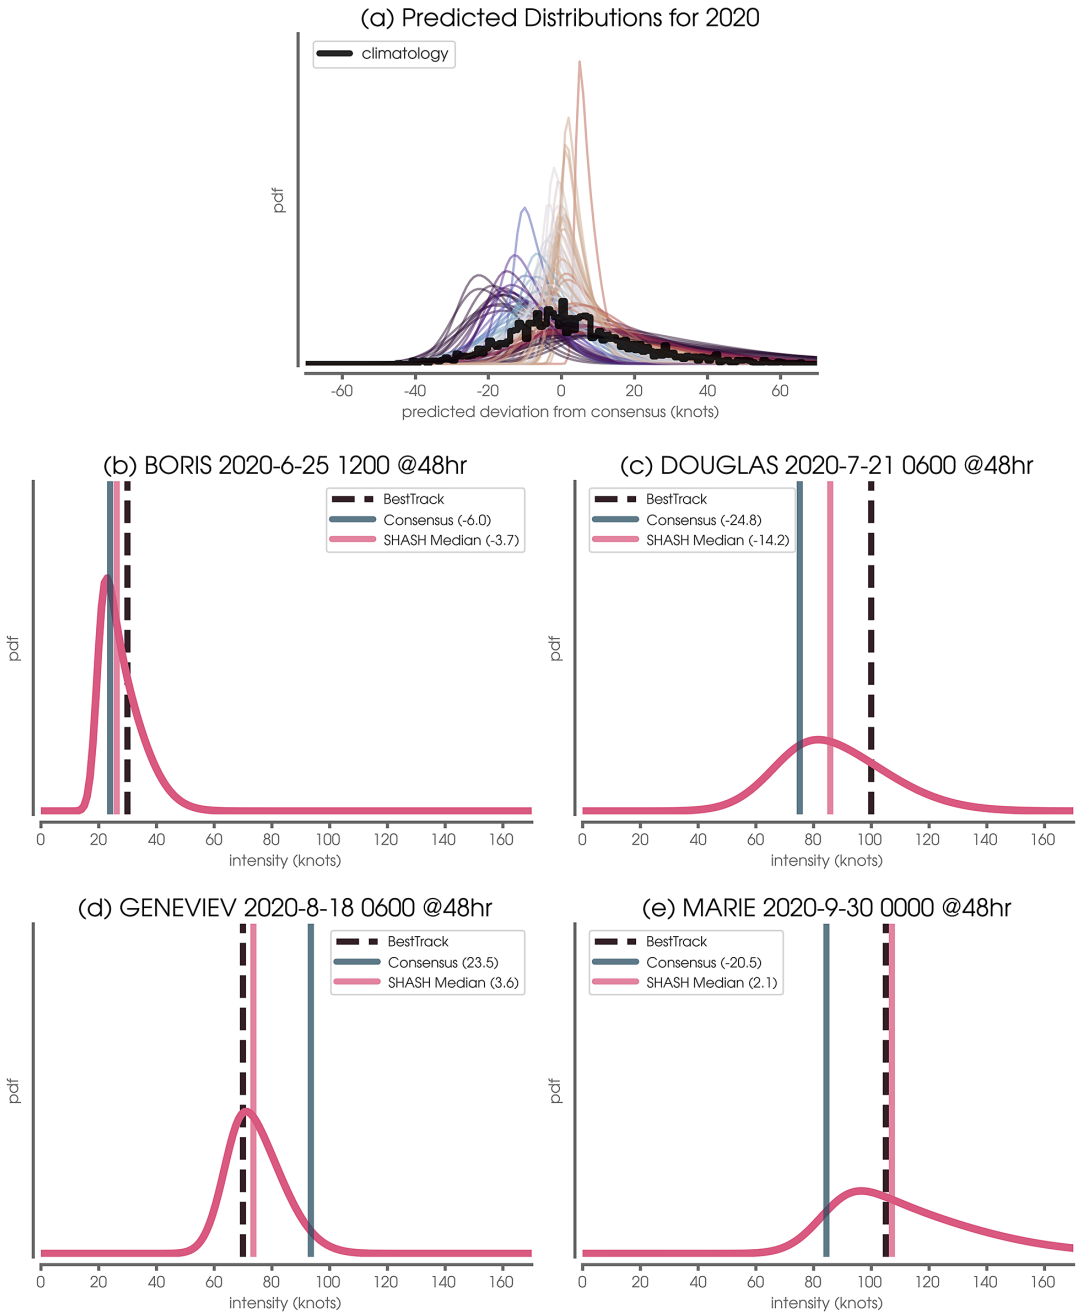 (a) Predicted Distributions for 2020
climatology
pdf
-60 -40 -20 0 20 40 60
predicted deviation from consensus (knots)
(b) BORIS 2020-6-25 1200 @48hr
BestTrack
Consensus (-6.0)
SHASH Median (-3.7)
pdf
0 20 40 60 80 100 120 140 160
intensity (knots)
(c) DOUGLAS 2020-7-21 0600 @48hr
BestTrack
Consensus (-24.8)
SHASH Median (-14.2)
pdf
0 20 40 60 80 100 120 140 160
intensity (knots)
(d) GENEVIEV 2020-8-18 0600 @48hr
BestTrack
Consensus (23.5)
SHASH Median (3.6)
pdf
0 20 40 60 80 100 120 140 160
intensity (knots)
(e) MARIE 2020-9-30 0000 @48hr
BestTrack
Consensus (-20.5)
SHASH Median (2.1)
pdf
0 20 40 60 80 100 120 140 160
intensity (knots)